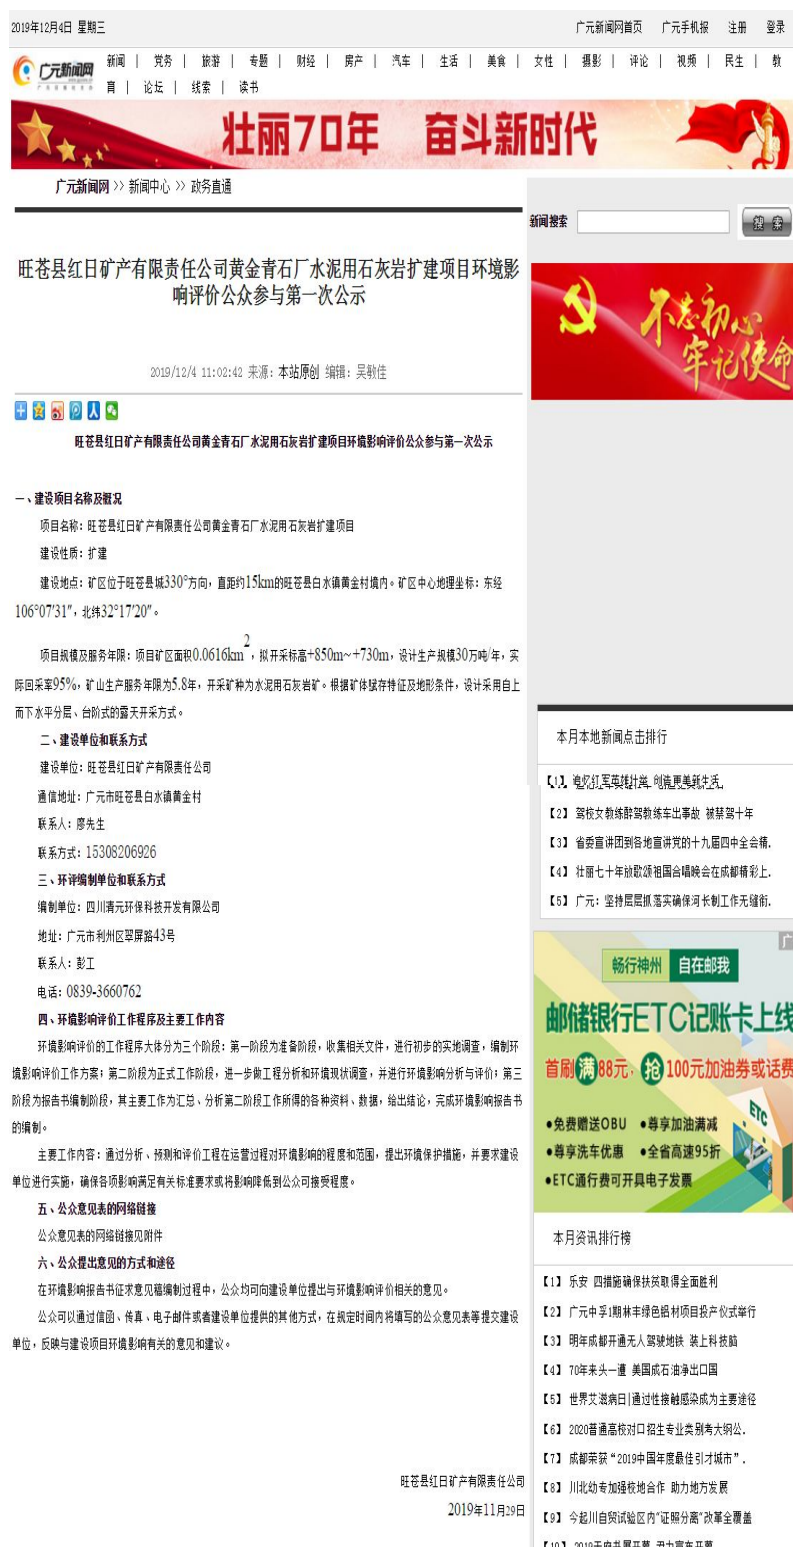 2019年12月4日 星期三
广元新闻网首页 广元手机报 注册 登录
广元新闻网
新闻 | 党务 | 旅游 | 专题 | 财经 | 房产 | 汽车 | 生活 | 美食 | 女性 | 摄影 | 评论 | 视频 | 民生 | 教
育 | 论坛 | 线索 | 读书
壮丽70年 奋斗新时代
广元新闻网 >> 新闻中心 >> 政务直通
旺苍县红日矿产有限责任公司黄金青石厂水泥用石灰岩扩建项目环境影
响评价公众参与第一次公示
2019/12/4 11:02:42 来源: 本站原创 编辑: 吴敏佳
旺苍县红日矿产有限责任公司黄金青石厂水泥用石灰岩扩建项目环境影响评价公众参与第一次公示
一、建设项目名称及概况
项目名称：旺苍县红日矿产有限责任公司黄金青石厂水泥用石灰岩扩建项目
建设性质：扩建
建设地点：矿区位于旺苍县城330°方向，直距约15km的旺苍县白水镇黄金村境内。矿区中心地理坐标：东经
106°07′31″，北纬32°17′20″。
项目规模及服务年限：项目矿区面积0.0616km2，拟开采标高+850m~+730m，设计生产规模30万吨/年，实
际回采率95%，矿山生产服务年限为5.8年，开采矿种为水泥用石灰岩矿。根据矿体赋存特征及地形条件，设计采用自上
而下水平分层、台阶式的露天开采方式。
二、建设单位和联系方式
建设单位：旺苍县红日矿产有限责任公司
通信地址：广元市旺苍县白水镇黄金村
联系人：廖先生
联系方式：15308206926
三、环评编制单位和联系方式
编制单位：四川清元环保科技开发有限公司
地址：广元市利州区翠屏路43号
联系人：彭工
电话：0839-3660762
四、环境影响评价工作程序及主要工作内容
环境影响评价的工作程序大体分为三个阶段：第一阶段为准备阶段，收集相关文件，进行初步的实地调查，编制环
境影响评价工作方案；第二阶段为正式工作阶段，进一步做工程分析和环境现状调查，并进行环境影响分析与评价；第三
阶段为报告书编制阶段，其主要工作为汇总、分析第二阶段工作所得的各种资料、数据，给出结论，完成环境影响报告书
的编制。
主要工作内容：通过分析、预测和评价工程在运营过程对环境影响的程度和范围，提出环境保护措施，并要求建设
单位进行实施，确保各项影响满足有关标准要求或将影响降低到公众可接受程度。
五、公众意见表的网络链接
公众意见表的网络链接见附件
六、公众提出意见的方式和途径
在环境影响报告书征求意见稿编制过程中，公众均可向建设单位提出与环境影响评价相关的意见。
公众可以通过信函、传真、电子邮件或者建设单位提供的其他方式，在规定时间内将填写的公众意见表等提交建设
单位，反映与建设项目环境影响有关的意见和建议。
旺苍县红日矿产有限责任公司
2019年11月29日
新闻搜索
搜 索
不忘初心
牢记使命
本月本地新闻点击排行
【1】 追忆红军英雄壮举 创造更美新生活
【2】 驾校女教练醉驾教练车出事故 被禁驾十年
【3】 省委宣讲团到各地宣讲党的十九届四中全会精.
【4】 壮丽七十年放歌颂祖国合唱晚会在成都精彩上.
【5】 广元：坚持层层抓落实确保河长制工作无缝衔.
广
畅行神州 自在邮我
邮储银行ETC记账卡上线
首刷满88元，抢100元加油券或话费
●免费赠送OBU ●尊享加油满减
●尊享洗车优惠 ●全省高速95折
●ETC通行费可开具电子发票
ETC
本月资讯排行榜
【1】 乐安 四措施确保扶贫取得全面胜利
【2】 广元中孚1期林丰绿色铝材项目投产仪式举行
【3】 明年成都开通无人驾驶地铁 装上科技脑
【4】 70年来头一遭 美国成石油净出口国
【5】 世界艾滋病日|通过性接触感染成为主要途径
【6】 2020普通高校对口招生专业类别考大纲公.
【7】 成都荣获“2019中国年度最佳引才城市”.
【8】 川北幼专加强校地合作 助力地方发展
【9】 今起川自贸试验区内“证照分离”改革全覆盖